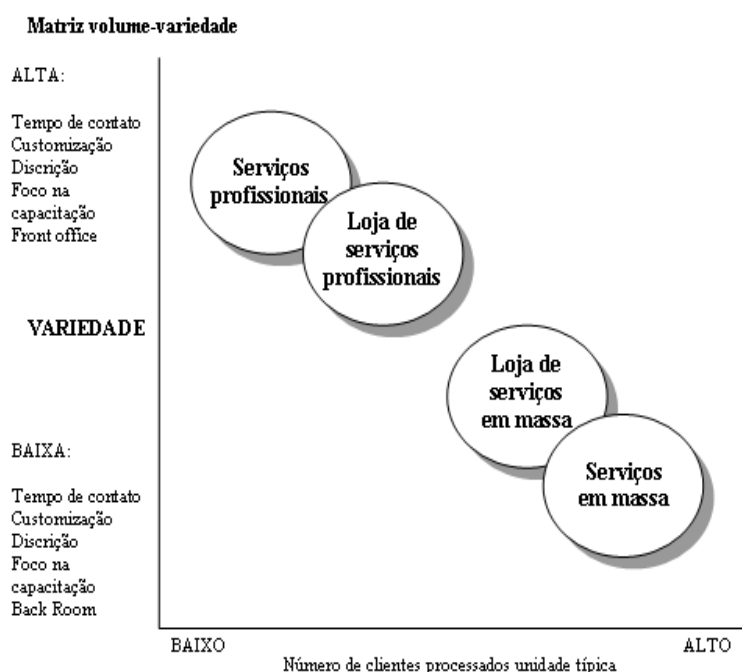 Matriz volume-variedade
ALTA:
Tempo de contato
Customização
Discrição
Foco na
capacitação
Front office
Serviços
profissionais
Loja de
serviços
profissionais
VARIEDADE
Loja de
serviços
em massa
Serviços
em massa
BAIXA:
Tempo de contato
Customização
Discrição
Foco na
capacitação
Back Room
BAIXO
ALTO
Número de clientes processados unidade típica